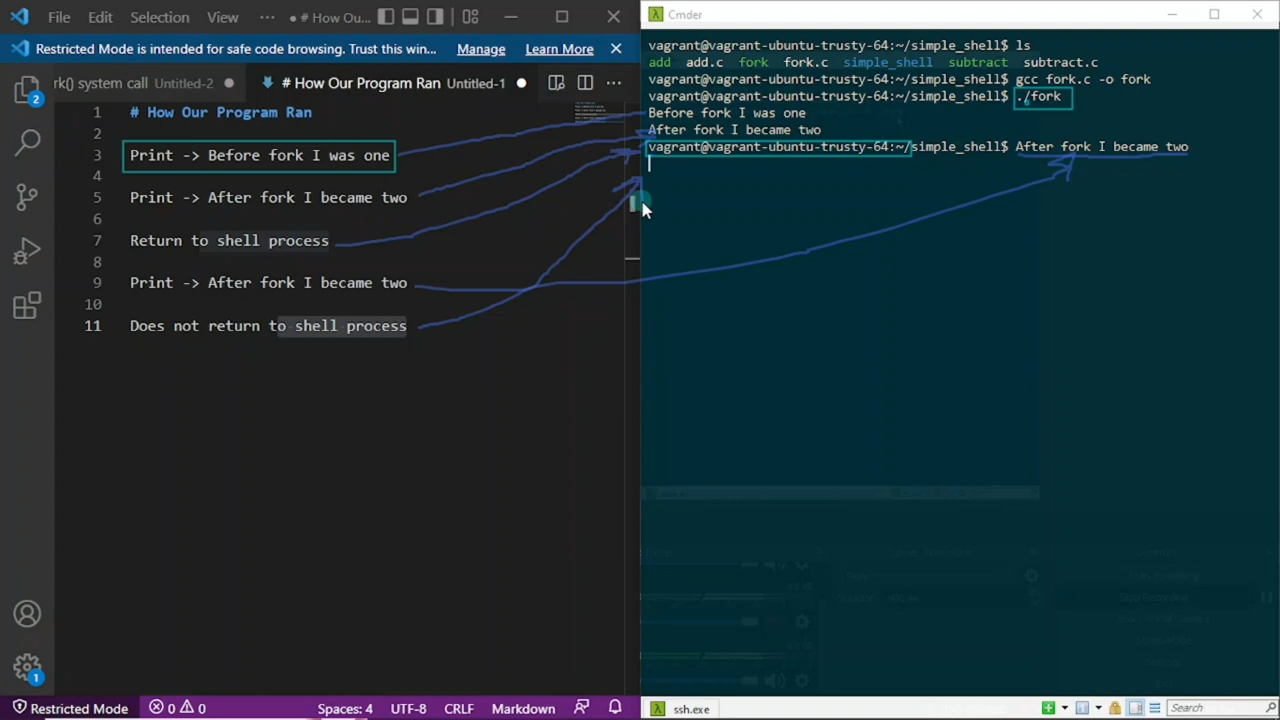 File Edit Selection View ··· ● # How Our...
Restricted Mode is intended for safe code browsing. Trust this win... Manage Learn More
rk() system call Untitled-2 # How Our Program Ran Untitled-1
1 # How Our Program Ran
2
3 Print -> Before fork I was one
4
5 Print -> After fork I became two
6
7 Return to shell process
8
9 Print -> After fork I became two
10
11 Does not return to shell process
2
1
Restricted Mode 0 0 Spaces: 4 UTF-8 CRLF Markdown
Cmder
vagrant@vagrant-ubuntu-trusty-64:~/simple_shell$ ls
add add.c fork fork.c simple_shell subtract subtract.c
vagrant@vagrant-ubuntu-trusty-64:~/simple_shell$ gcc fork.c -o fork
vagrant@vagrant-ubuntu-trusty-64:~/simple_shell$ ./fork
Before fork I was one
After fork I became two
vagrant@vagrant-ubuntu-trusty-64:~/simple_shell$ After fork I became two
Stop Recording
ssh.exe Search